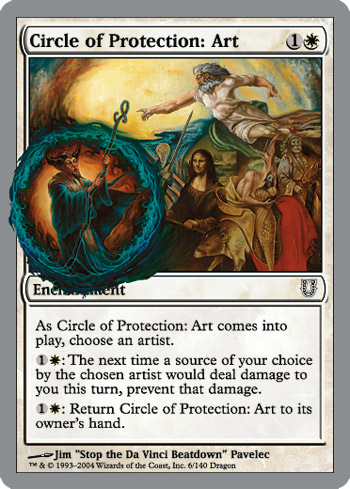 Circle of Protection: Art 1
Enchantment
As Circle of Protection: Art comes into
play, choose an artist.
1 : The next time a source of your choice
by the chosen artist would deal damage to
you this turn, prevent that damage.
1 : Return Circle of Protection: Art to its
owner's hand.
Jim "Stop the Da Vinci Beatdown" Pavelec
™ & © 1993–2004 Wizards of the Coast, Inc. 6/140 Dragon